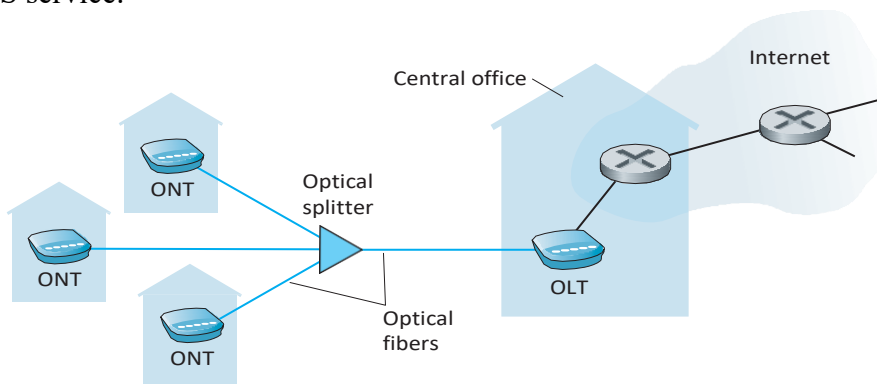 S service.
Central office
Internet
ONT
Optical
splitter
ONT
OLT
Optical
fibers
ONT